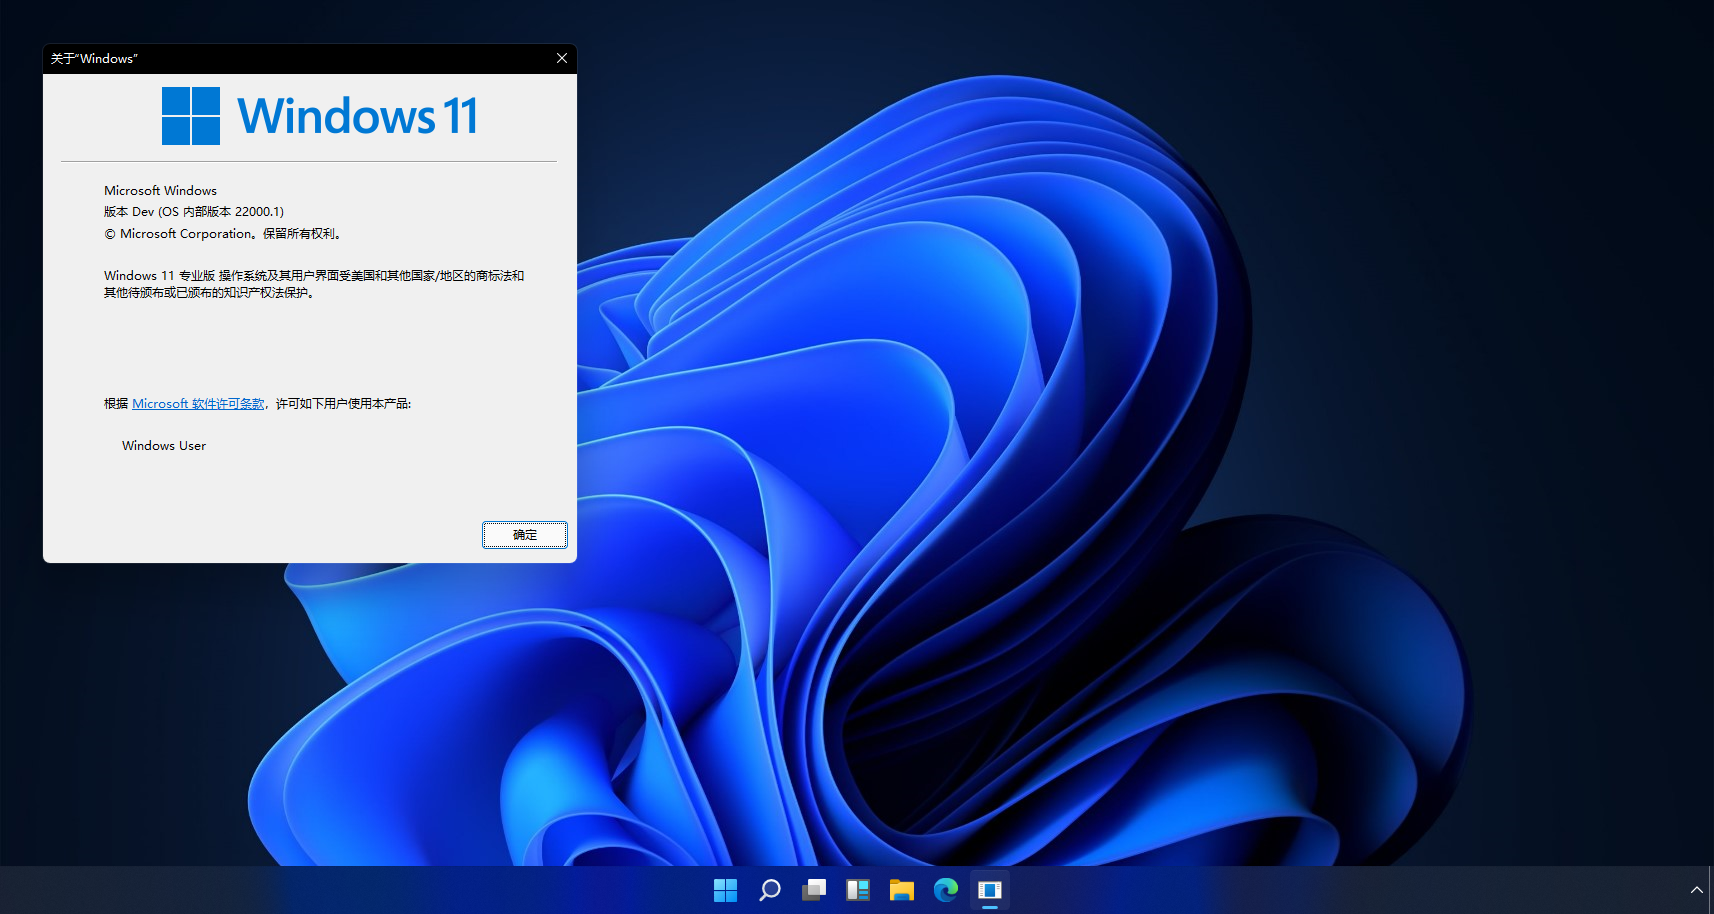 关于“Windows”
Windows 11
Microsoft Windows
版本 Dev (OS 内部版本 22000.1)
© Microsoft Corporation。保留所有权利。
Windows 11 专业版 操作系统及其用户界面受美国和其他国家/地区的商标法和
其他待颁布或已颁布的知识产权法保护。
根据 Microsoft 软件许可条款，许可如下用户使用本产品:
Windows User
确定